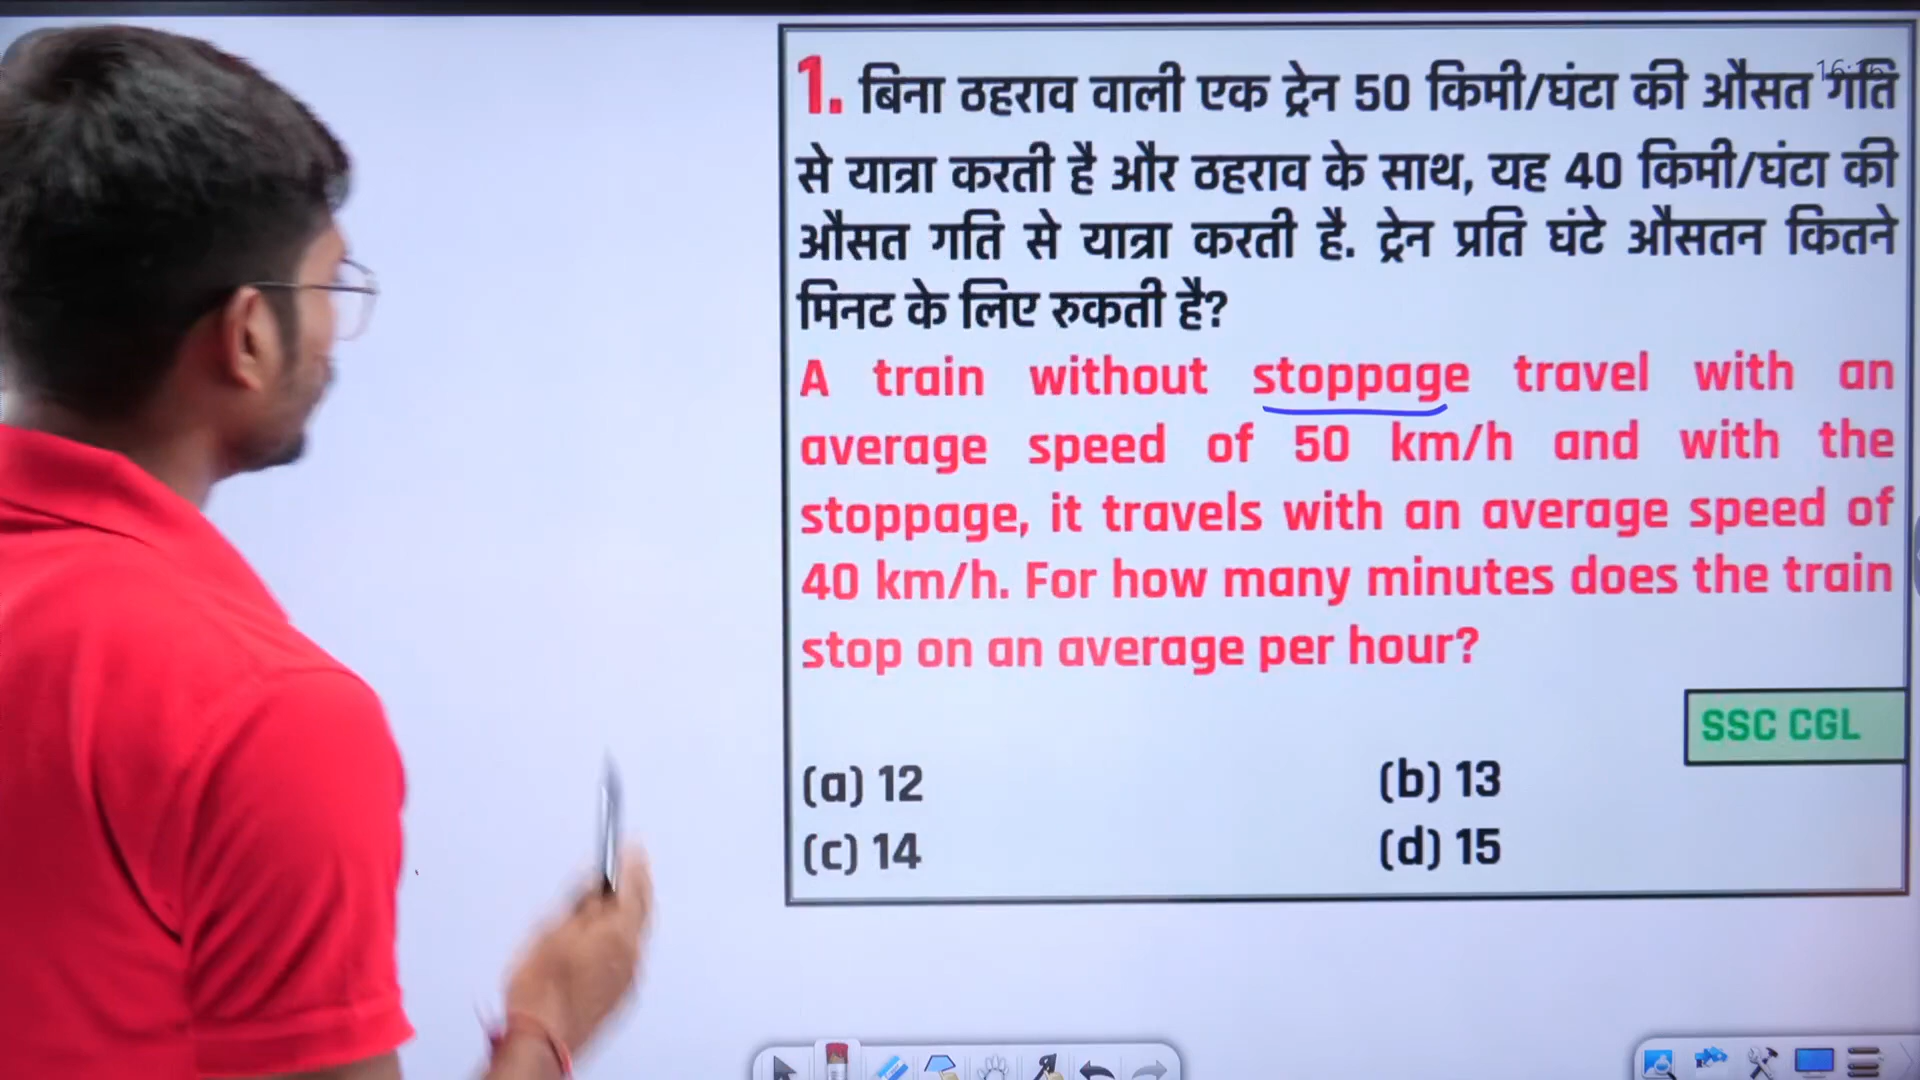 1. बिना ठहराव वाली एक ट्रेन 50 किमी/घंटा की औसत गति
से यात्रा करती है और ठहराव के साथ, यह 40 किमी/घंटा की
औसत गति से यात्रा करती है. ट्रेन प्रति घंटे औसतन कितने
मिनट के लिए रुकती है?
A train without stoppage travel with an
average speed of 50 km/h and with the
stoppage, it travels with an average speed of
40 km/h. For how many minutes does the train
stop on an average per hour?
SSC CGL
(a) 12 (b) 13
(c) 14 (d) 15